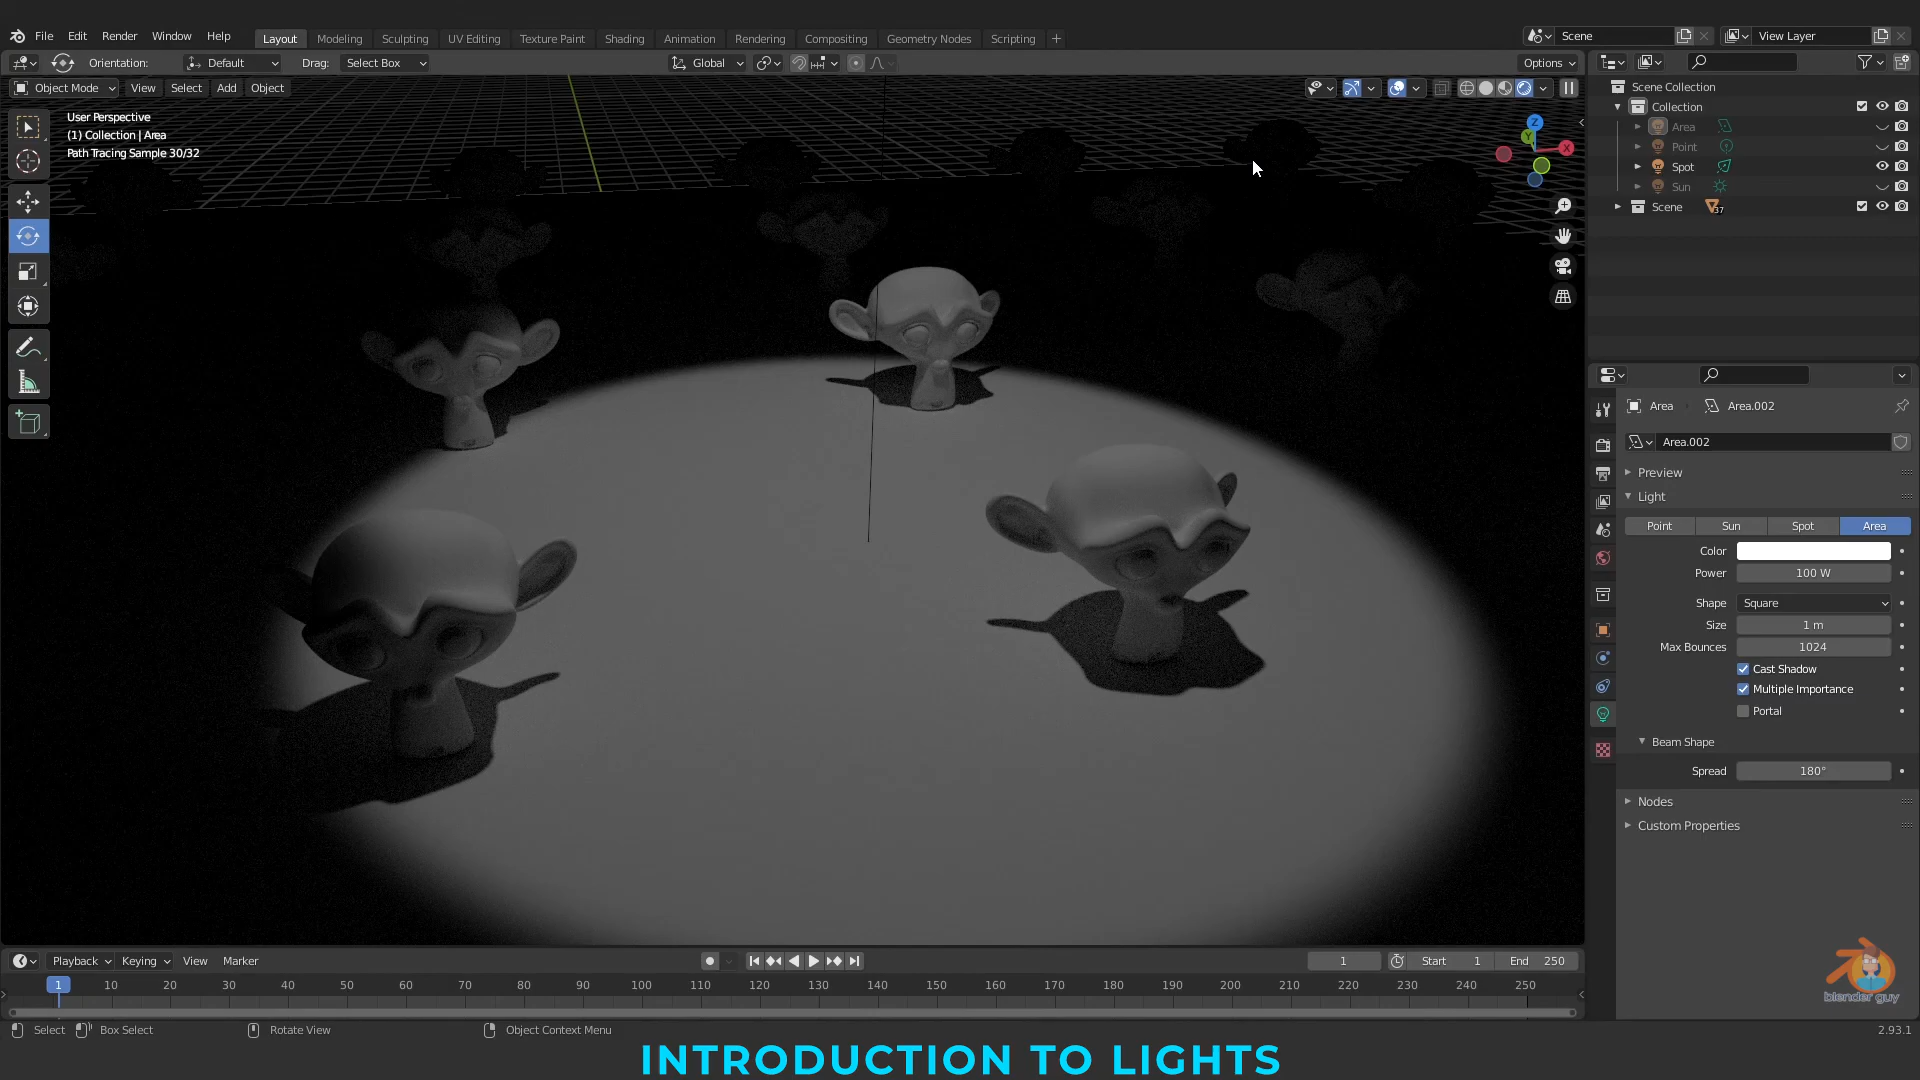 File Edit Render Window Help Layout Modeling Sculpting UV Editing Texture Paint Shading Animation Rendering Compositing Geometry Nodes Scripting + Scene View Layer
Orientation: Default Drag: Select Box Global Options
Object Mode View Select Add Object
User Perspective
(1) Collection | Area
Path Tracing Sample 30/32
Z
Y
X
Scene Collection
Collection
Area
Point
Spot
Sun
Scene 37
Area Area.002
Area.002
Preview
Light
Point Sun Spot Area
Color
Power 100 W
Shape Square
Size 1 m
Max Bounces 1024
Cast Shadow
Multiple Importance
Portal
Beam Shape
Spread 180°
Nodes
Custom Properties
blender guy
Playback Keying View Marker 1 Start 1 End 250
1 10 20 30 40 50 60 70 80 90 100 110 120 130 140 150 160 170 180 190 200 210 220 230 240 250
Select Box Select Rotate View Object Context Menu 2.93.1
INTRODUCTION TO LIGHTS